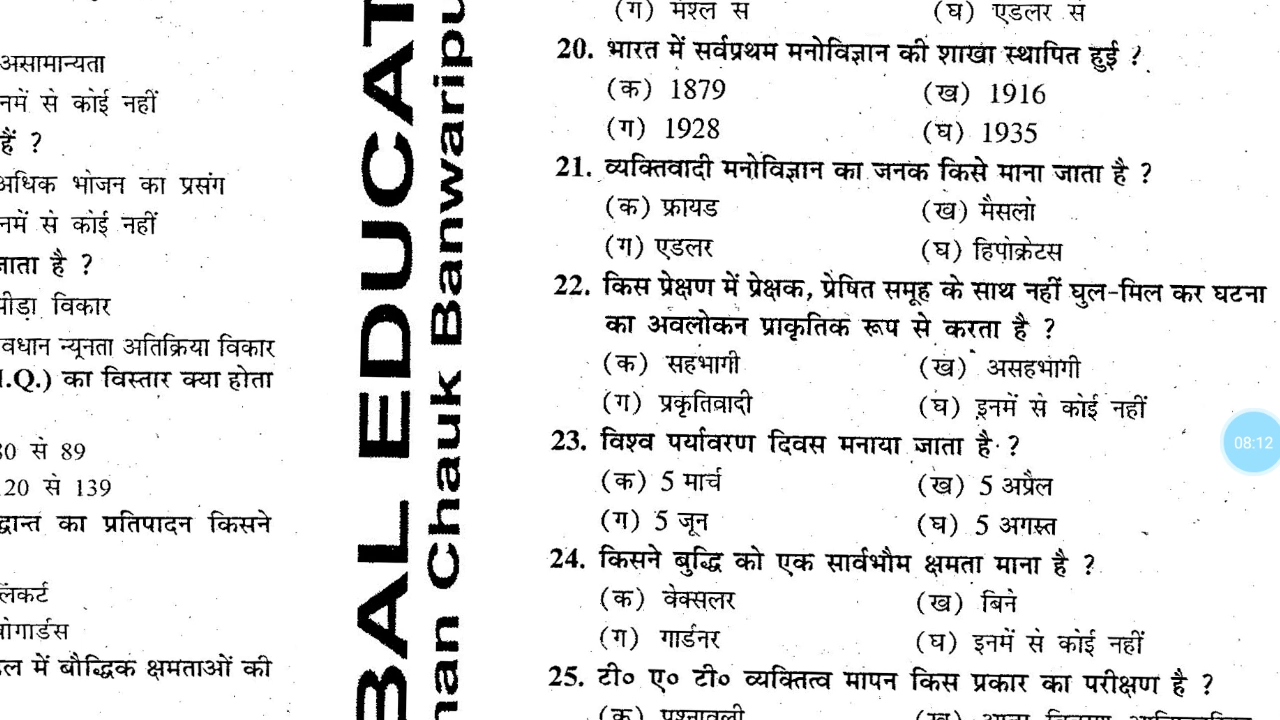 असामान्यता
नमें से कोई नहीं
हैं ?
अधिक भोजन का प्रसंग
नमें से कोई नहीं
जाता है ?
पीड़ा विकार
वधान न्यूनता अतिक्रिया विकार
I.Q.) का विस्तार क्या होता
80 से 89
120 से 139
द्धान्त का प्रतिपादन किसने
लिंकर्ट
बोगार्डस
डल में बौद्धिक क्षमताओं की
BAL EDUCAT
man Chauk Banwaripu
(ग) मेस्लो से
(घ) एडलर से
20. भारत में सर्वप्रथम मनोविज्ञान की शाखा स्थापित हुई ?
(क) 1879 (ख) 1916
(ग) 1928 (घ) 1935
21. व्यक्तिवादी मनोविज्ञान का जनक किसे माना जाता है ?
(क) फ्रायड (ख) मैसलो
(ग) एडलर (घ) हिपोक्रेटस
22. किस प्रेक्षण में प्रेक्षक, प्रेषित समूह के साथ नहीं घुल-मिल कर घटना
का अवलोकन प्राकृतिक रूप से करता है ?
(क) सहभागी (ख) असहभागी
(ग) प्रकृतिवादी (घ) इनमें से कोई नहीं
23. विश्व पर्यावरण दिवस मनाया जाता है ?
(क) 5 मार्च (ख) 5 अप्रैल
(ग) 5 जून (घ) 5 अगस्त
24. किसने बुद्धि को एक सार्वभौम क्षमता माना है ?
(क) वेक्सलर (ख) बिने
(ग) गार्डनर (घ) इनमें से कोई नहीं
25. टी० ए० टी० व्यक्तित्व मापन किस प्रकार का परीक्षण है ?
(क) प्रश्नावली
08:12